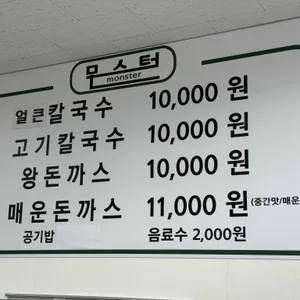 몬스터
monster
얼큰칼국수 10,000 원
고기칼국수 10,000 원
왕돈까스 10,000 원
매운돈까스 11,000 원 (중간맛/매운
공기밥 음료수 2,000원